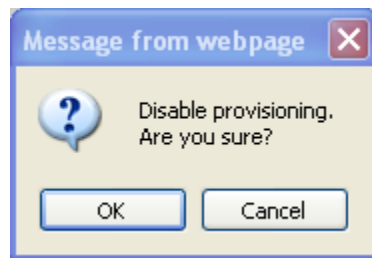 Message from webpage
Disable provisioning.
Are you sure?
OK
Cancel